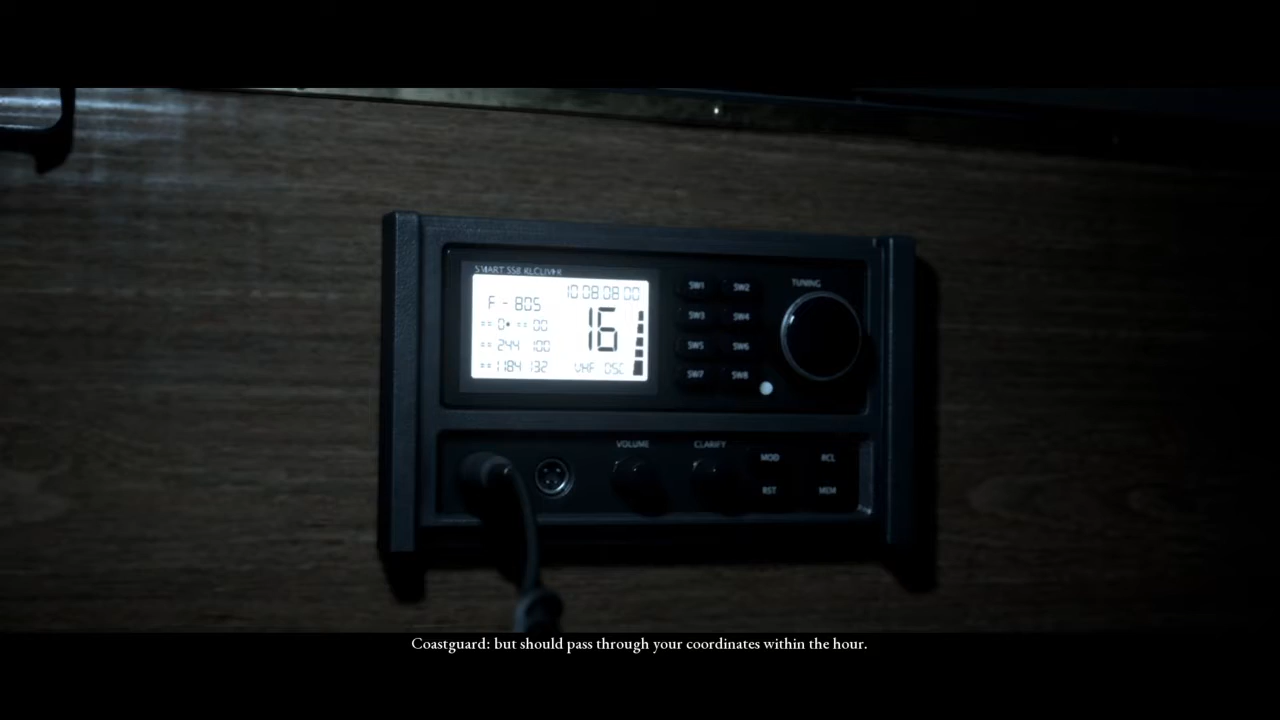 SMART SSB RECEIVER
F - 805
10 08 08 00
== 0• == 00
16
== 244 100
== 1184 132
VHF OSC
SW1 SW2
SW3 SW4
SW5 SW6
SW7 SW8
TUNING
VOLUME CLARIFY
MOD RCL
RST MEM
Coastguard: but should pass through your coordinates within the hour.